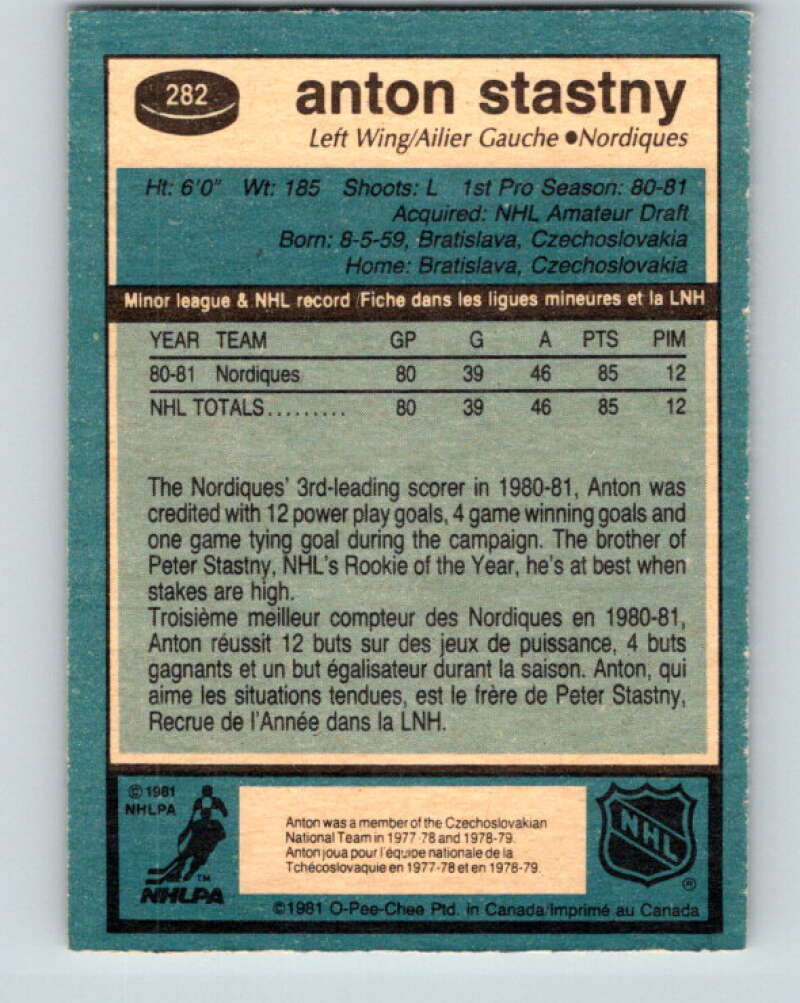 282
anton stastny
Left Wing/Ailier Gauche ●Nordiques
Ht: 6'0" Wt: 185 Shoots: L 1st Pro Season: 80-81
Acquired: NHL Amateur Draft
Born: 8-5-59, Bratislava, Czechoslovakia
Home: Bratislava, Czechoslovakia
Minor league & NHL record/Fiche dans les ligues mineures et la LNH
YEAR TEAM GP G A PTS PIM
80-81 Nordiques 80 39 46 85 12
NHL TOTALS......... 80 39 46 85 12
The Nordiques' 3rd-leading scorer in 1980-81, Anton was
credited with 12 power play goals, 4 game winning goals and
one game tying goal during the campaign. The brother of
Peter Stastny, NHL's Rookie of the Year, he's at best when
stakes are high.
Troisième meilleur compteur des Nordiques en 1980-81,
Anton réussit 12 buts sur des jeux de puissance, 4 buts
gagnants et un but égalisateur durant la saison. Anton, qui
aime les situations tendues, est le frère de Peter Stastny,
Recrue de l'Année dans la LNH.
©1981
NHLPA
TM
NHLPA
Anton was a member of the Czechoslovakian
National Team in 1977-78 and 1978-79.
Anton joua pour l'équipe nationale de la
Tchécoslovaquie en 1977-78 et en 1978-79.
NHL
®
©1981 O-Pee-Chee Ptd. in Canada/Imprimé au Canada